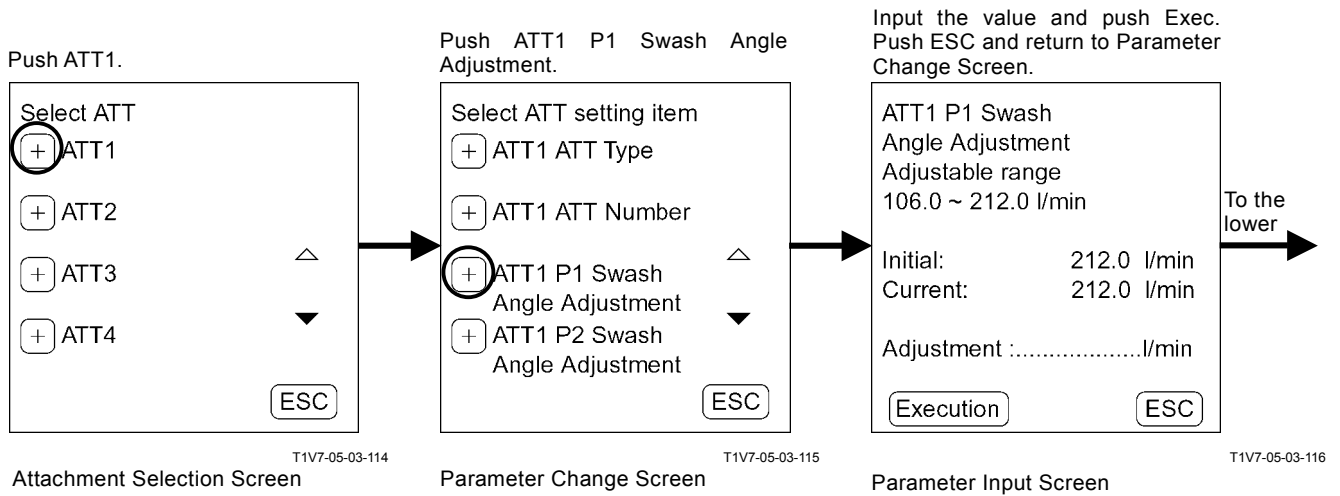 Push ATT1.
Select ATT
+ ATT1
+ ATT2
+ ATT3
+ ATT4
ESC
T1V7-05-03-114
Attachment Selection Screen
Push ATT1 P1 Swash Angle
Adjustment.
Select ATT setting item
+ ATT1 ATT Type
+ ATT1 ATT Number
+ ATT1 P1 Swash
Angle Adjustment
+ ATT1 P2 Swash
Angle Adjustment
ESC
T1V7-05-03-115
Parameter Change Screen
Input the value and push Exec.
Push ESC and return to Parameter
Change Screen.
ATT1 P1 Swash
Angle Adjustment
Adjustable range
106.0 ~ 212.0 l/min
Initial: 212.0 l/min
Current: 212.0 l/min
Adjustment :...................l/min
Execution ESC
T1V7-05-03-116
Parameter Input Screen
To the
lower